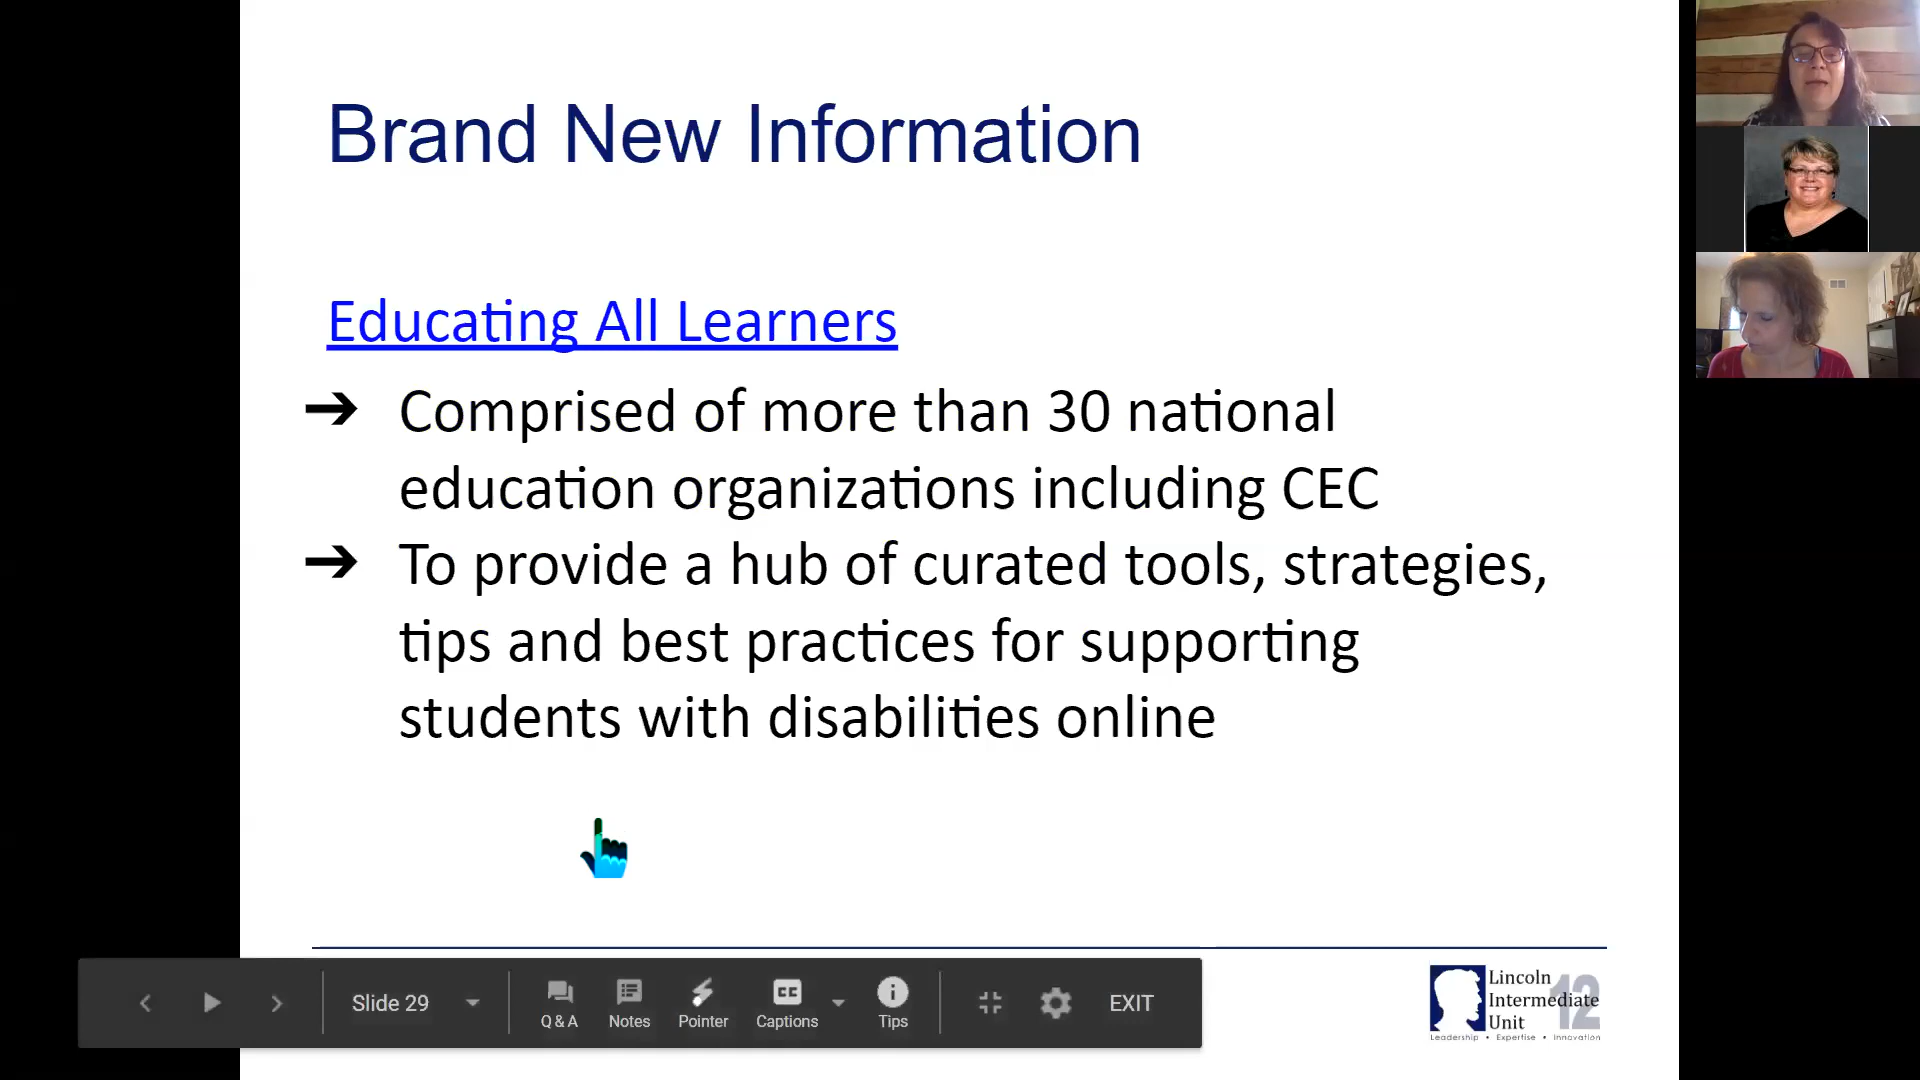 Brand New Information
Educating All Learners
➔ Comprised of more than 30 national
education organizations including CEC
➔ To provide a hub of curated tools, strategies,
tips and best practices for supporting
students with disabilities online
Slide 29
Q & A
Notes
Pointer
Captions
Tips
EXIT
Lincoln
Intermediate
Unit
12
Leadership • Expertise • Innovation